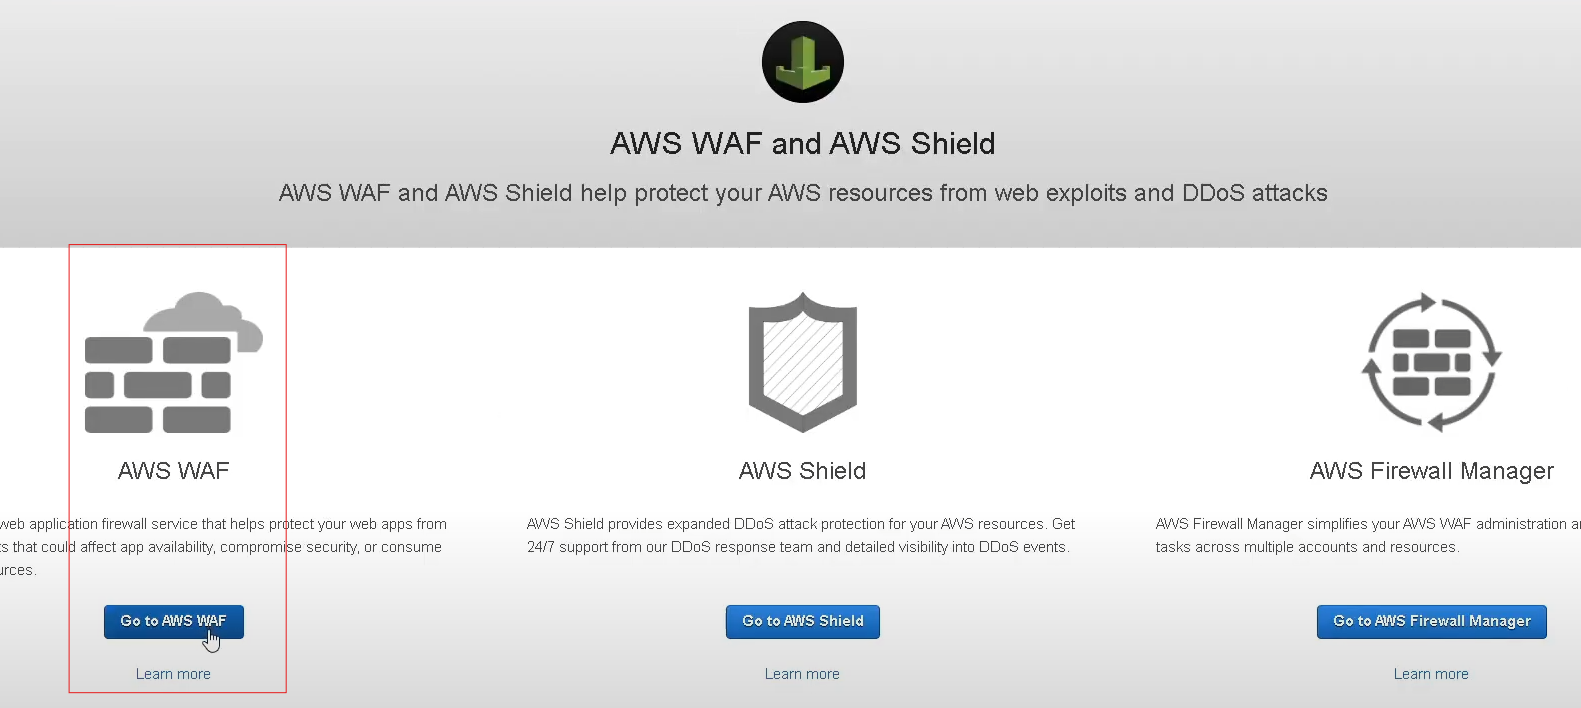 AWS WAF and AWS Shield
AWS WAF and AWS Shield help protect your AWS resources from web exploits and DDoS attacks
AWS WAF
web application firewall service that helps protect your web apps from
ts that could affect app availability, compromise security, or consume
urces.
Go to AWS WAF
Learn more
AWS Shield
AWS Shield provides expanded DDoS attack protection for your AWS resources. Get
24/7 support from our DDoS response team and detailed visibility into DDoS events.
Go to AWS Shield
Learn more
AWS Firewall Manager
AWS Firewall Manager simplifies your AWS WAF administration a
tasks across multiple accounts and resources.
Go to AWS Firewall Manager
Learn more